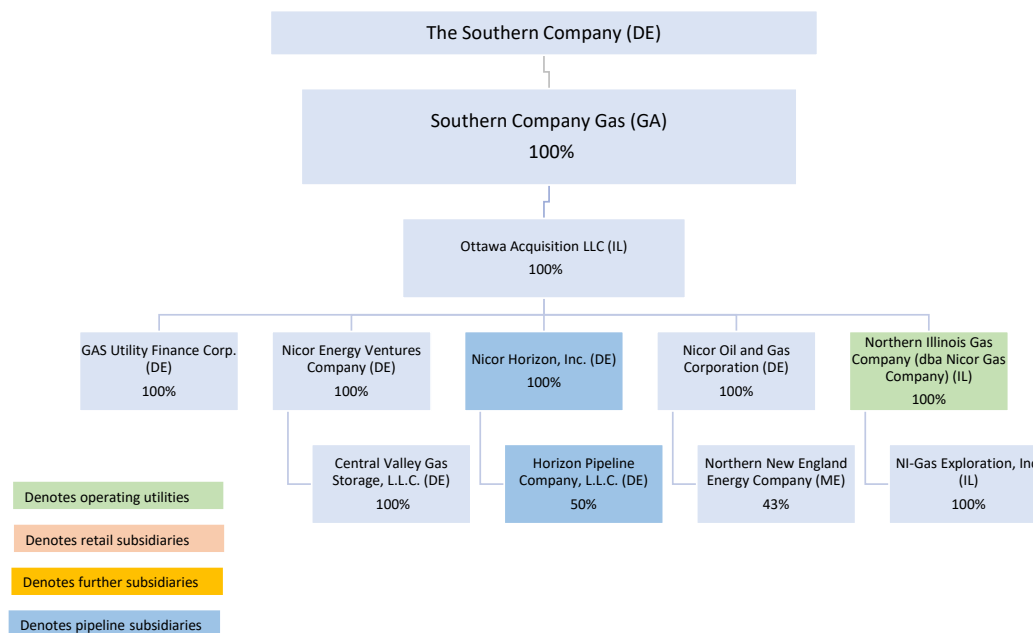 The Southern Company (DE)
Southern Company Gas (GA)
100%
Ottawa Acquisition LLC (IL)
100%
GAS Utility Finance Corp.
(DE)
100%
Nicor Energy Ventures
Company (DE)
100%
Nicor Horizon, Inc. (DE)
100%
Nicor Oil and Gas
Corporation (DE)
100%
Northern Illinois Gas
Company (dba Nicor Gas
Company) (IL)
100%
Central Valley Gas
Storage, L.L.C. (DE)
100%
Horizon Pipeline
Company, L.L.C. (DE)
50%
Northern New England
Energy Company (ME)
43%
NI-Gas Exploration, Inc
(IL)
100%
Denotes operating utilities
Denotes retail subsidiaries
Denotes further subsidiaries
Denotes pipeline subsidiaries